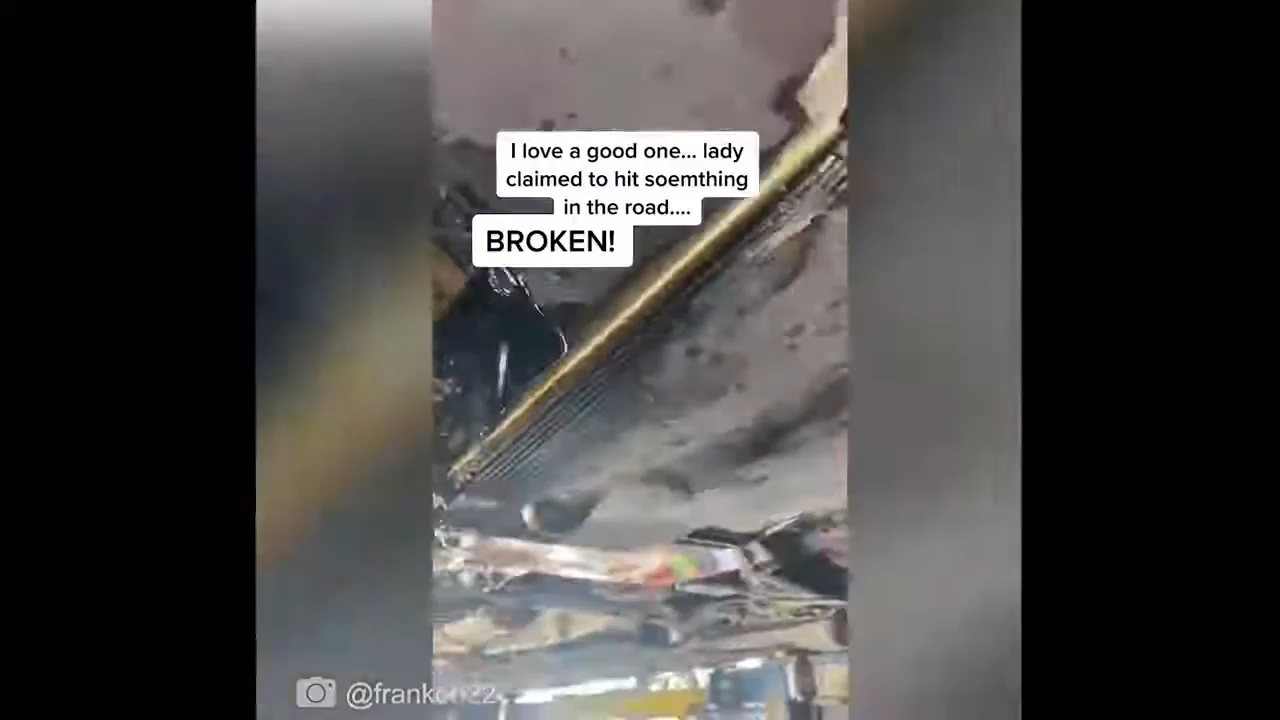 I love a good one... lady
claimed to hit soemthing
in the road....
BROKEN!